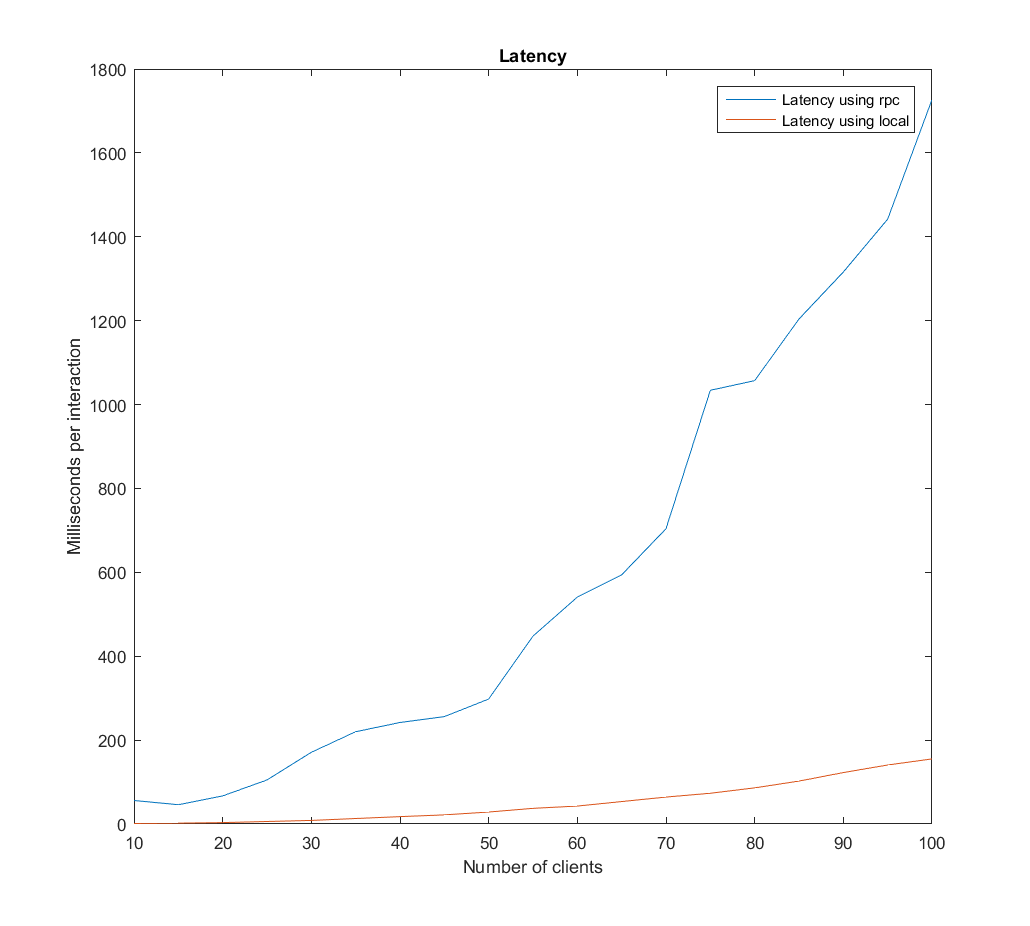 Latency
1800
1600
1400
1200
1000
800
600
400
200
0
Milliseconds per interaction
Latency using rpc
Latency using local
10 20 30 40 50 60 70 80 90 100
Number of clients